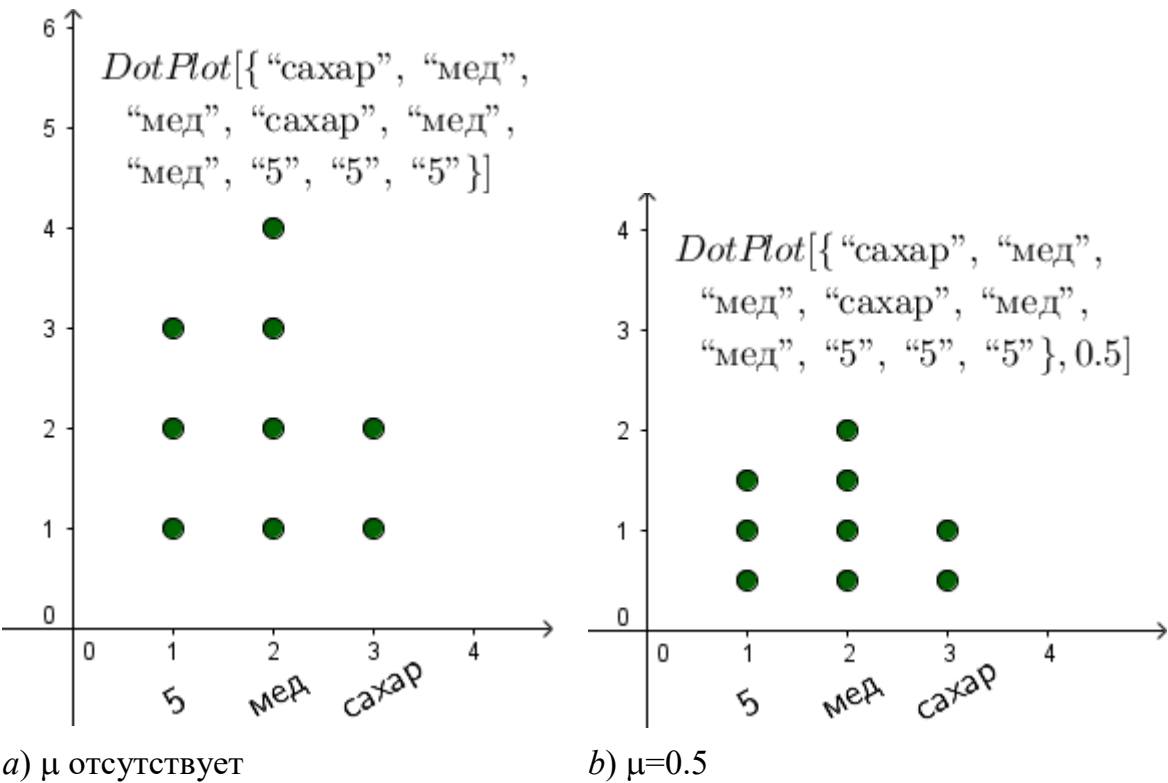 6
DotPlot[{“сахар”, “мед”,
5
“мед”, “сахар”, “мед”,
“мед”, “5”, “5”, “5”}]
4
3
2
1
0
0 1 2 3 4
5 мед сахар
a) μ отсутствует
4
DotPlot[{“сахар”, “мед”,
“мед”, “сахар”, “мед”,
3
“мед”, “5”, “5”, “5”}, 0.5]
2
1
0
0 1 2 3 4
5 мед сахар
b) μ=0.5